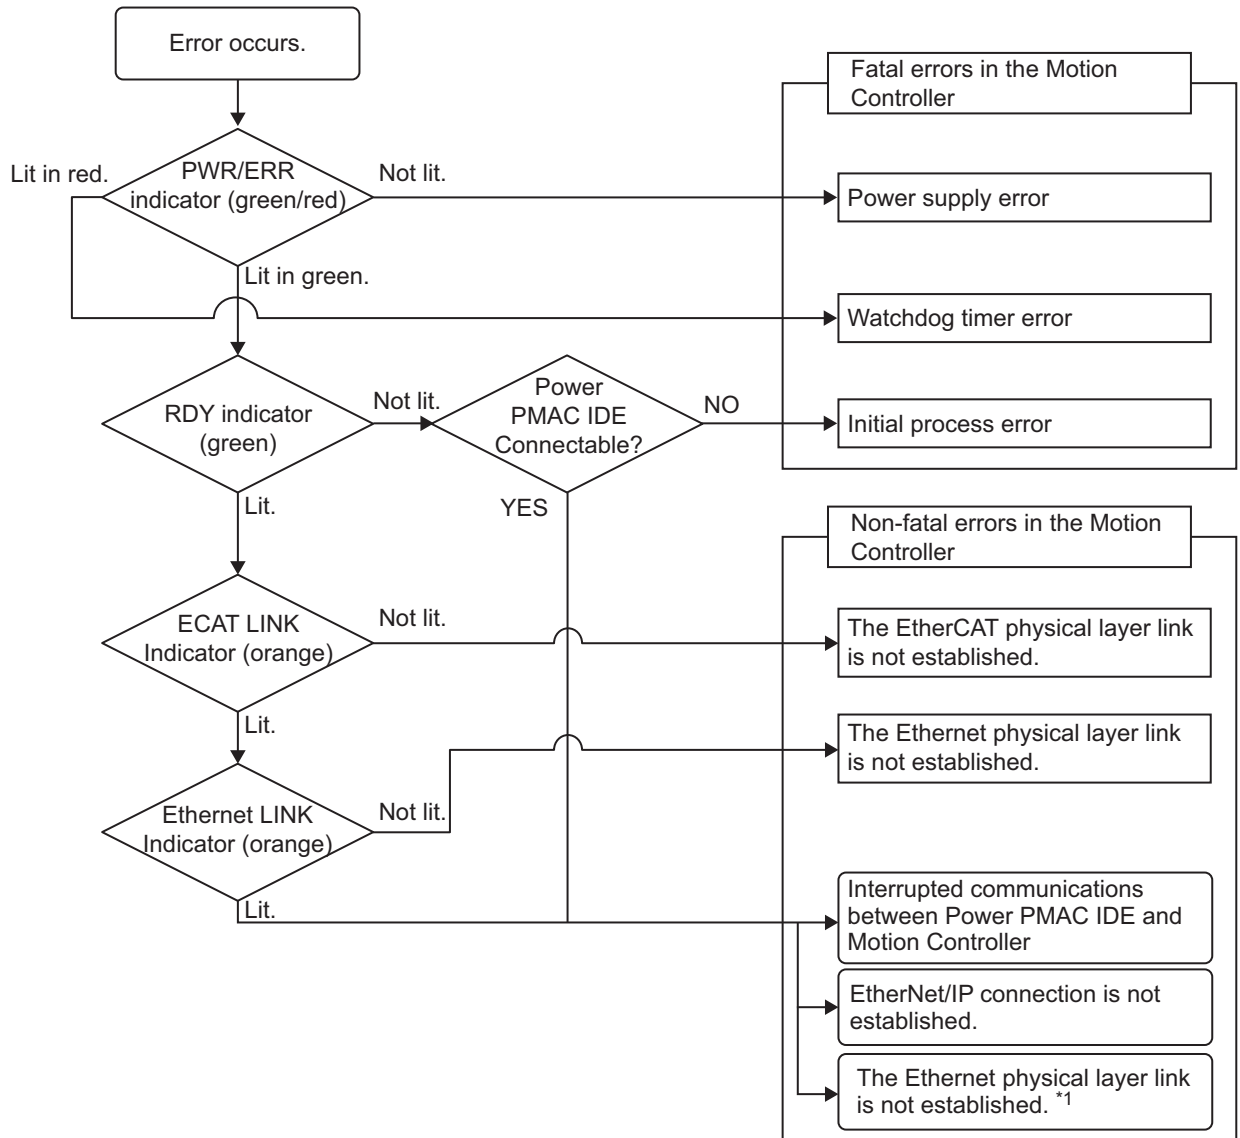 Error occurs.
Fatal errors in the Motion
Controller
Lit in red.
PWR/ERR
indicator (green/red)
Not lit.
Power supply error
Lit in green.
Watchdog timer error
RDY indicator
(green)
Not lit.
Power
PMAC IDE
Connectable?
NO
Initial process error
Lit.
YES
Non-fatal errors in the Motion
Controller
ECAT LINK
Indicator (orange)
Not lit.
The EtherCAT physical layer link
is not established.
Lit.
The Ethernet physical layer link
is not established.
Ethernet LINK
Indicator (orange)
Not lit.
Lit.
Interrupted communications
between Power PMAC IDE and
Motion Controller
EtherNet/IP connection is not
established.
The Ethernet physical layer link
is not established. *1